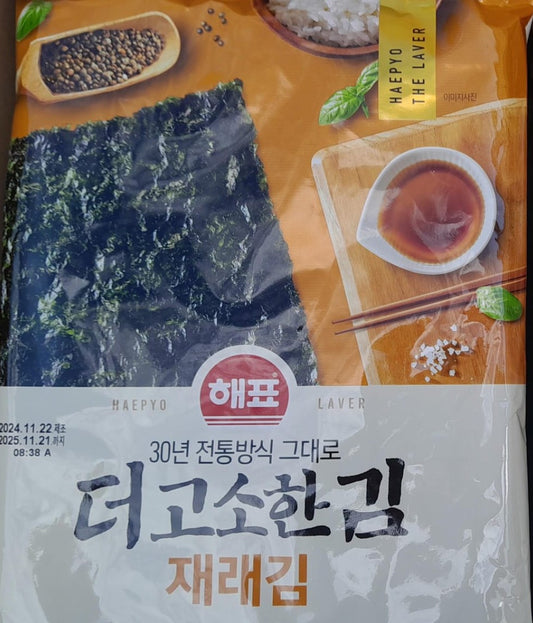 HAEPYO
THE LAVER
이미지사진
해표
HAEPYO LAVER
2024.11.22 제조
2025.11.21.까지
08:38 A
30년 전통방식 그대로
더고소한김
재래김